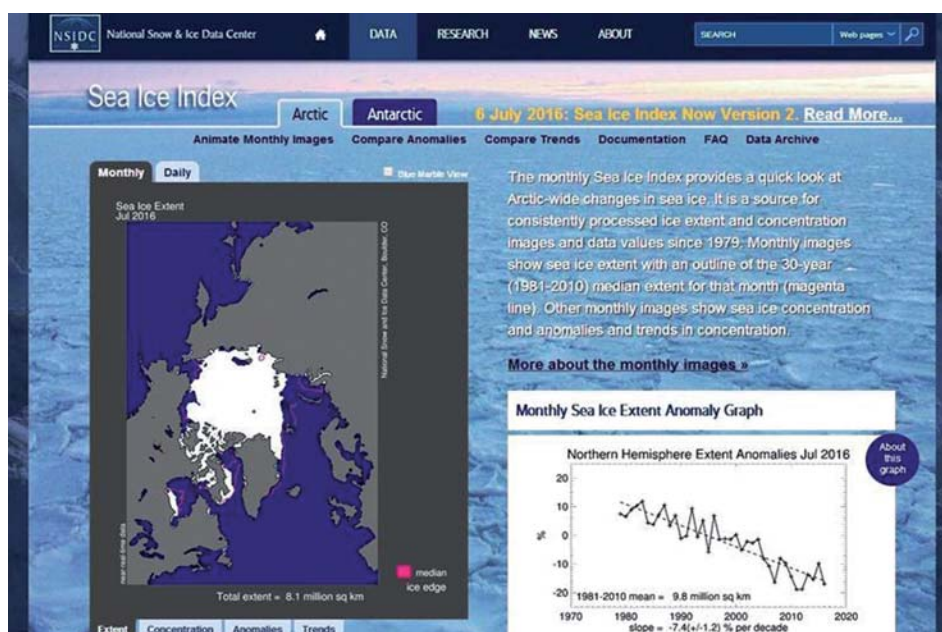 NSIDC National Snow & Ice Data Center DATA RESEARCH NEWS ABOUT SEARCH Web pages
Sea Ice Index
Arctic Antarctic 6 July 2016: Sea Ice Index Now Version 2. Read More...
Animate Monthly Images Compare Anomalies Compare Trends Documentation FAQ Data Archive
Monthly Daily Blue Marble View
Sea Ice Extent
Jul 2016
National Snow and Ice Data Center, Boulder, CO
near real-time data
median
ice edge
Total extent = 8.1 million sq km
Extent Concentration Anomalies Trends
The monthly Sea Ice Index provides a quick look at
Arctic-wide changes in sea ice. It is a source for
consistently processed ice extent and concentration
images and data values since 1979. Monthly images
show sea ice extent with an outline of the 30-year
(1981-2010) median extent for that month (magenta
line). Other monthly images show sea ice concentration
and anomalies and trends in concentration.
More about the monthly images »
Monthly Sea Ice Extent Anomaly Graph
About
this
graph
Northern Hemisphere Extent Anomalies Jul 2016
20
10
0
-10
-20
%
1981-2010 mean = 9.8 million sq km
1970 1980 1990 2000 2010 2020
slope = -7.4(+/-1.2) % per decade